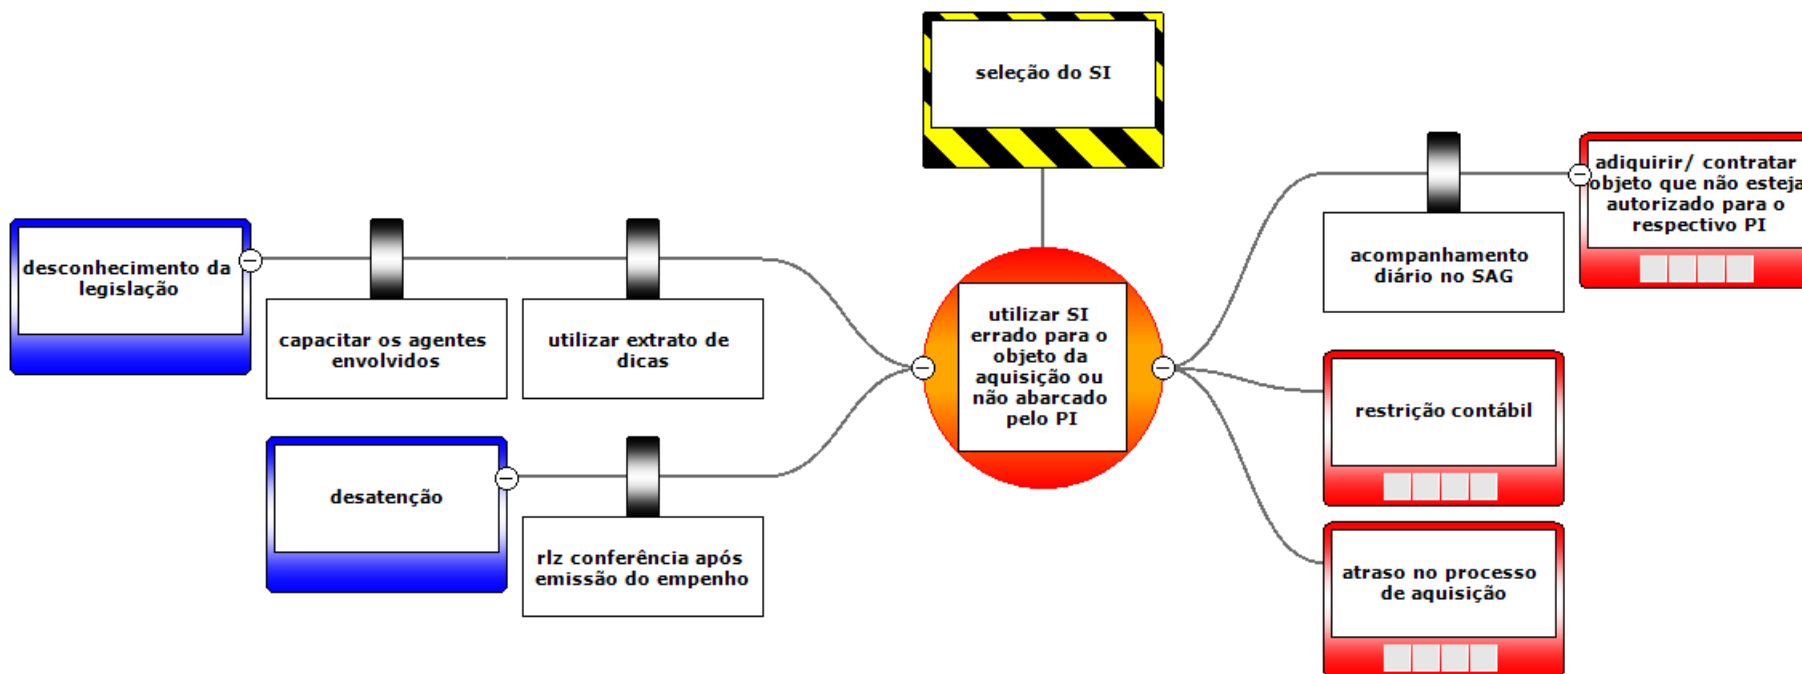 seleção do SI
desconhecimento da
legislação
capacitar os agentes
envolvidos
utilizar extrato de
dicas
desatenção
rlz conferência após
emissão do empenho
utilizar SI
errado para o
objeto da
aquisição ou
não abarcado
pelo PI
acompanhamento
diário no SAG
adiquirir/ contratar
objeto que não esteja
autorizado para o
respectivo PI
restrição contábil
atraso no processo
de aquisição